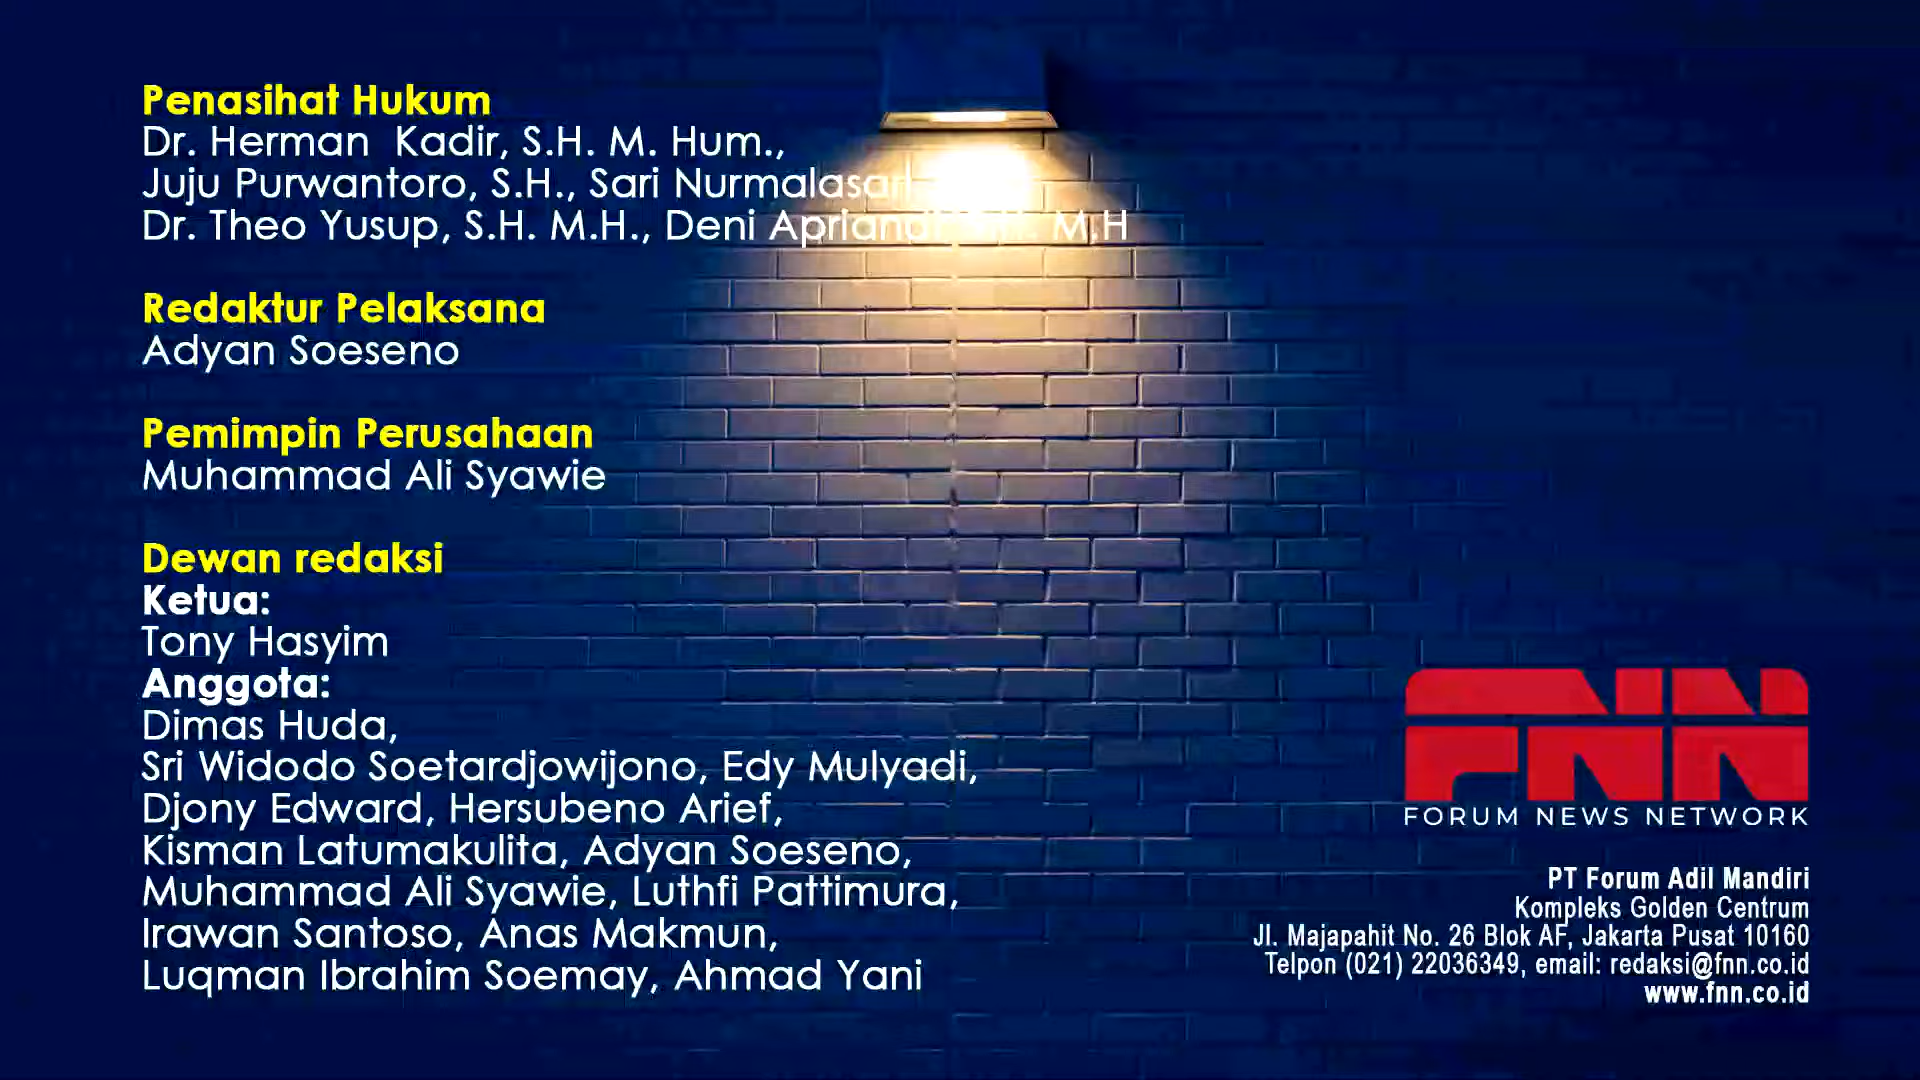 Penasihat Hukum
Dr. Herman Kadir, S.H. M. Hum.,
Juju Purwantoro, S.H., Sari Nurmalasari,
Dr. Theo Yusup, S.H. M.H., Deni Apriandi M.H
Redaktur Pelaksana
Adyan Soeseno
Pemimpin Perusahaan
Muhammad Ali Syawie
Dewan redaksi
Ketua:
Tony Hasyim
Anggota:
Dimas Huda,
Sri Widodo Soetardjowijono, Edy Mulyadi,
Djony Edward, Hersubeno Arief,
Kisman Latumakulita, Adyan Soeseno,
Muhammad Ali Syawie, Luthfi Pattimura,
Irawan Santoso, Anas Makmun,
Luqman Ibrahim Soemay, Ahmad Yani
FNN
FORUM NEWS NETWORK
PT Forum Adil Mandiri
Kompleks Golden Centrum
Jl. Majapahit No. 26 Blok AF, Jakarta Pusat 10160
Telpon (021) 22036349, email: redaksi@fnn.co.id
www.fnn.co.id